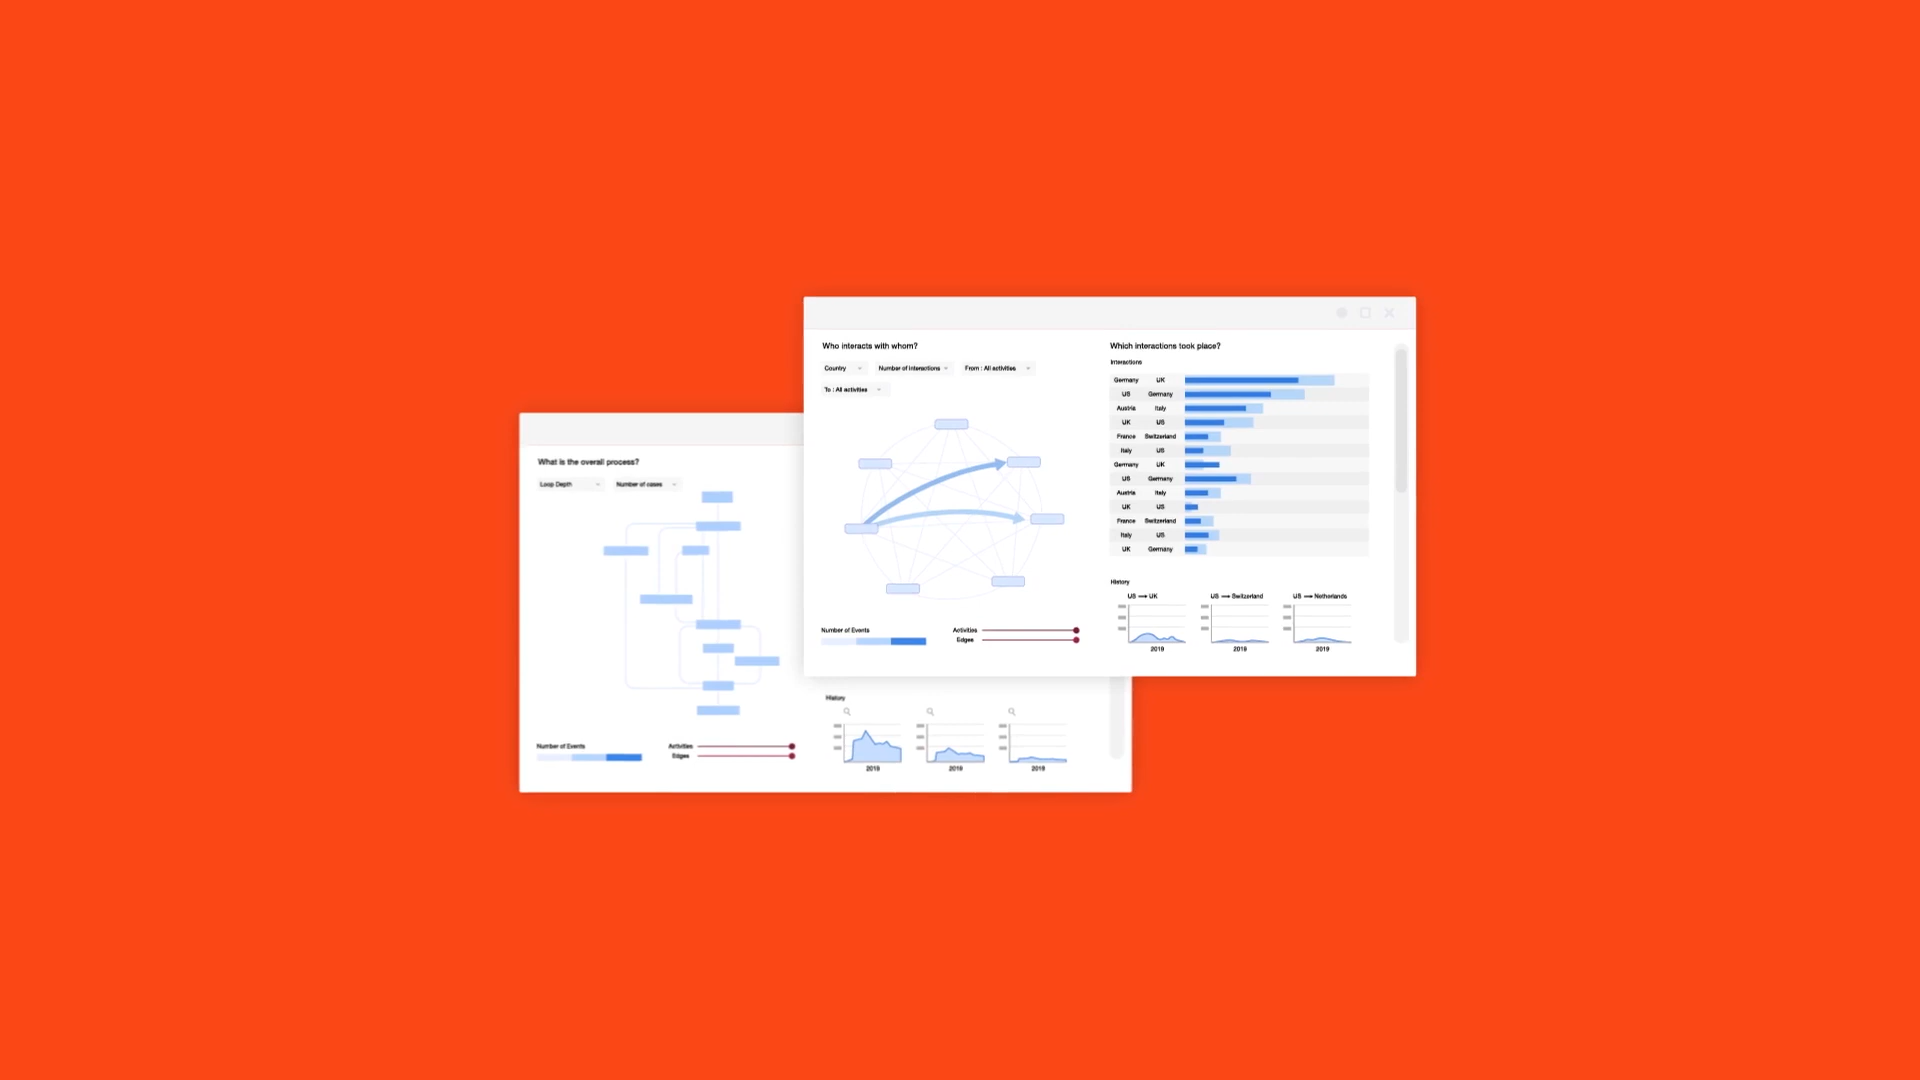 Who interacts with whom?
Country
Number of interactions
From : All activities
To : All activities
Number of Events
Activities
Edges
Which interactions took place?
Interactions
Germany UK
US Germany
Austria Italy
UK US
France Switzerland
Italy US
Germany UK
US Germany
Austria Italy
UK US
France Switzerland
Italy US
UK Germany
History
US → UK
US → Switzerland
US → Netherlands
2019
2019
2019
What is the overall process?
Loop Depth
Number of cases
Number of Events
Activities
Edges
History
2019
2019
2019